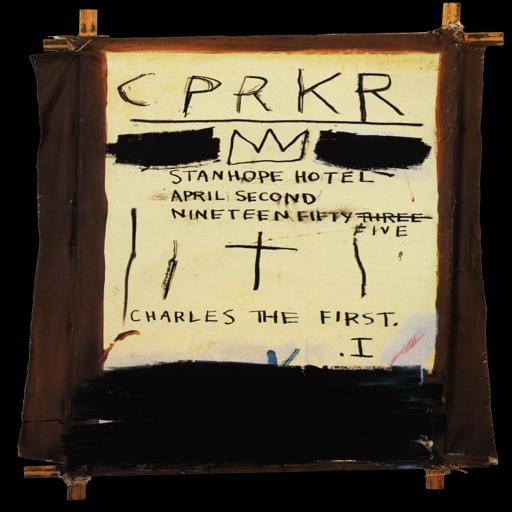 CPRKR
STANHOPE HOTEL
APRIL SECOND
NINETEEN FIFTY THREE
FIVE
CHARLES THE FIRST.
.I